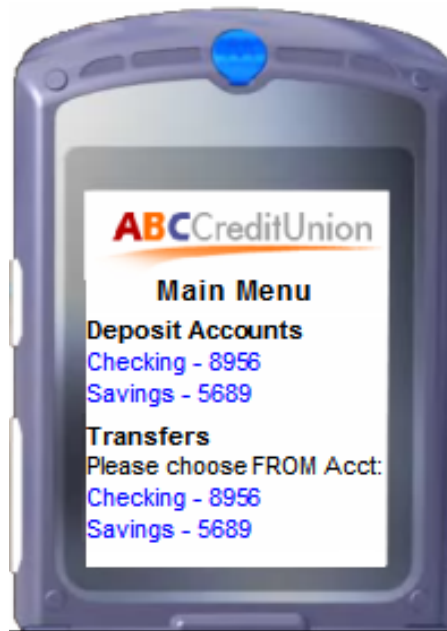 ABCCreditUnion
Main Menu
Deposit Accounts
Checking - 8956
Savings - 5689
Transfers
Please choose FROM Acct:
Checking - 8956
Savings - 5689